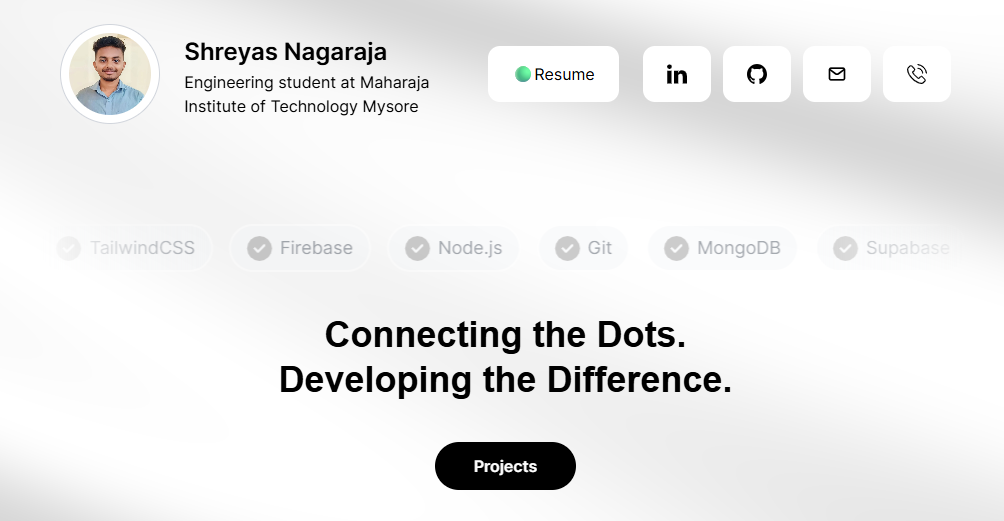 Shreyas Nagaraja
Engineering student at Maharaja
Institute of Technology Mysore
Resume
in
TailwindCSS
Firebase
Node.js
Git
MongoDB
Supabase
Connecting the Dots.
Developing the Difference.
Projects